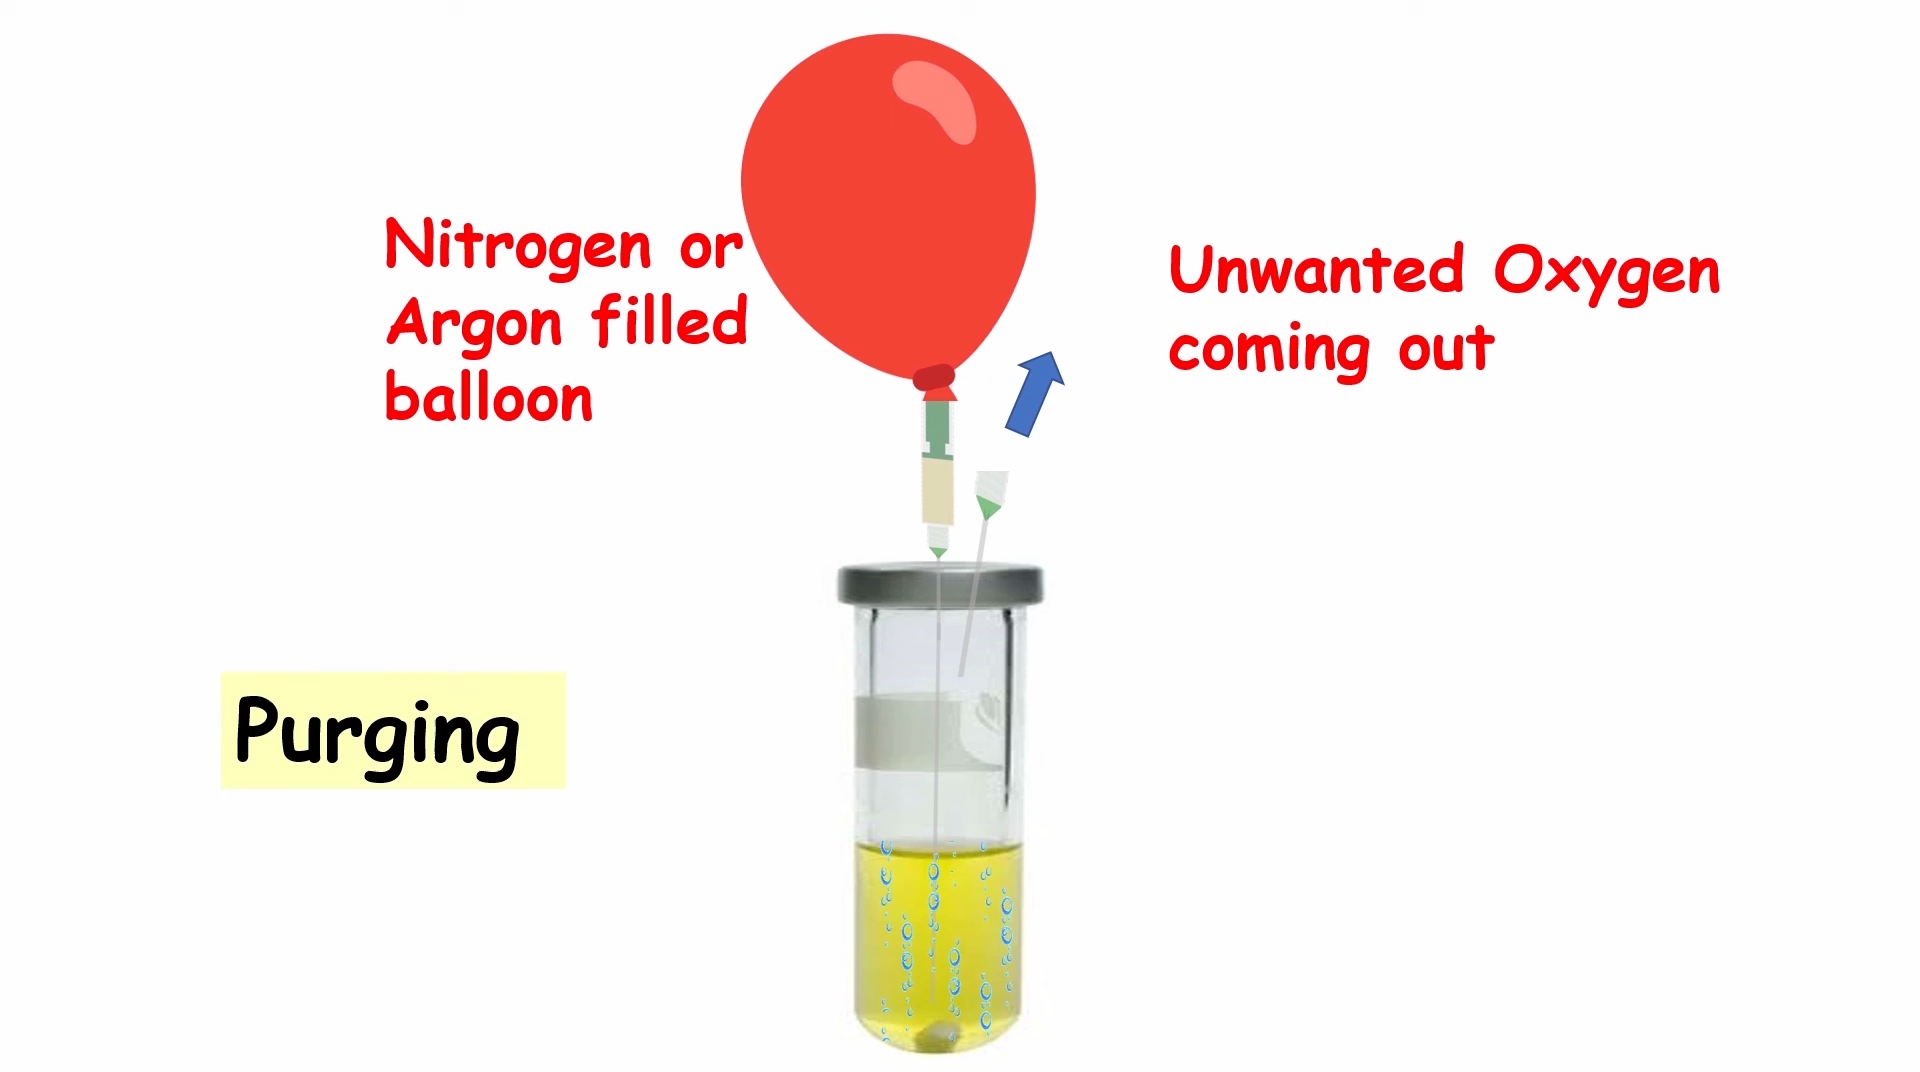 Nitrogen or
Argon filled
balloon
Unwanted Oxygen
coming out
Purging